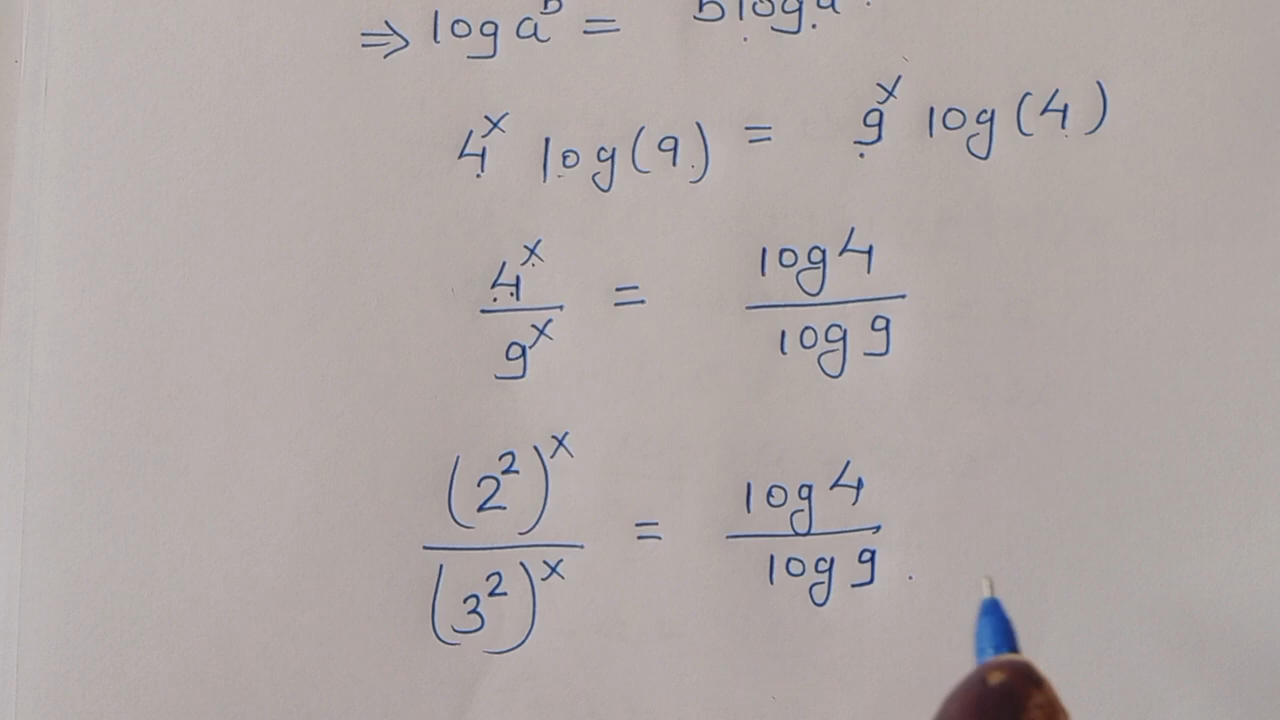 ⇒ log a^b = b log a.
4^x log(9) = 9^x log(4)
4^x / 9^x = log 4 / log 9
(2^2)^x / (3^2)^x = log 4 / log 9.